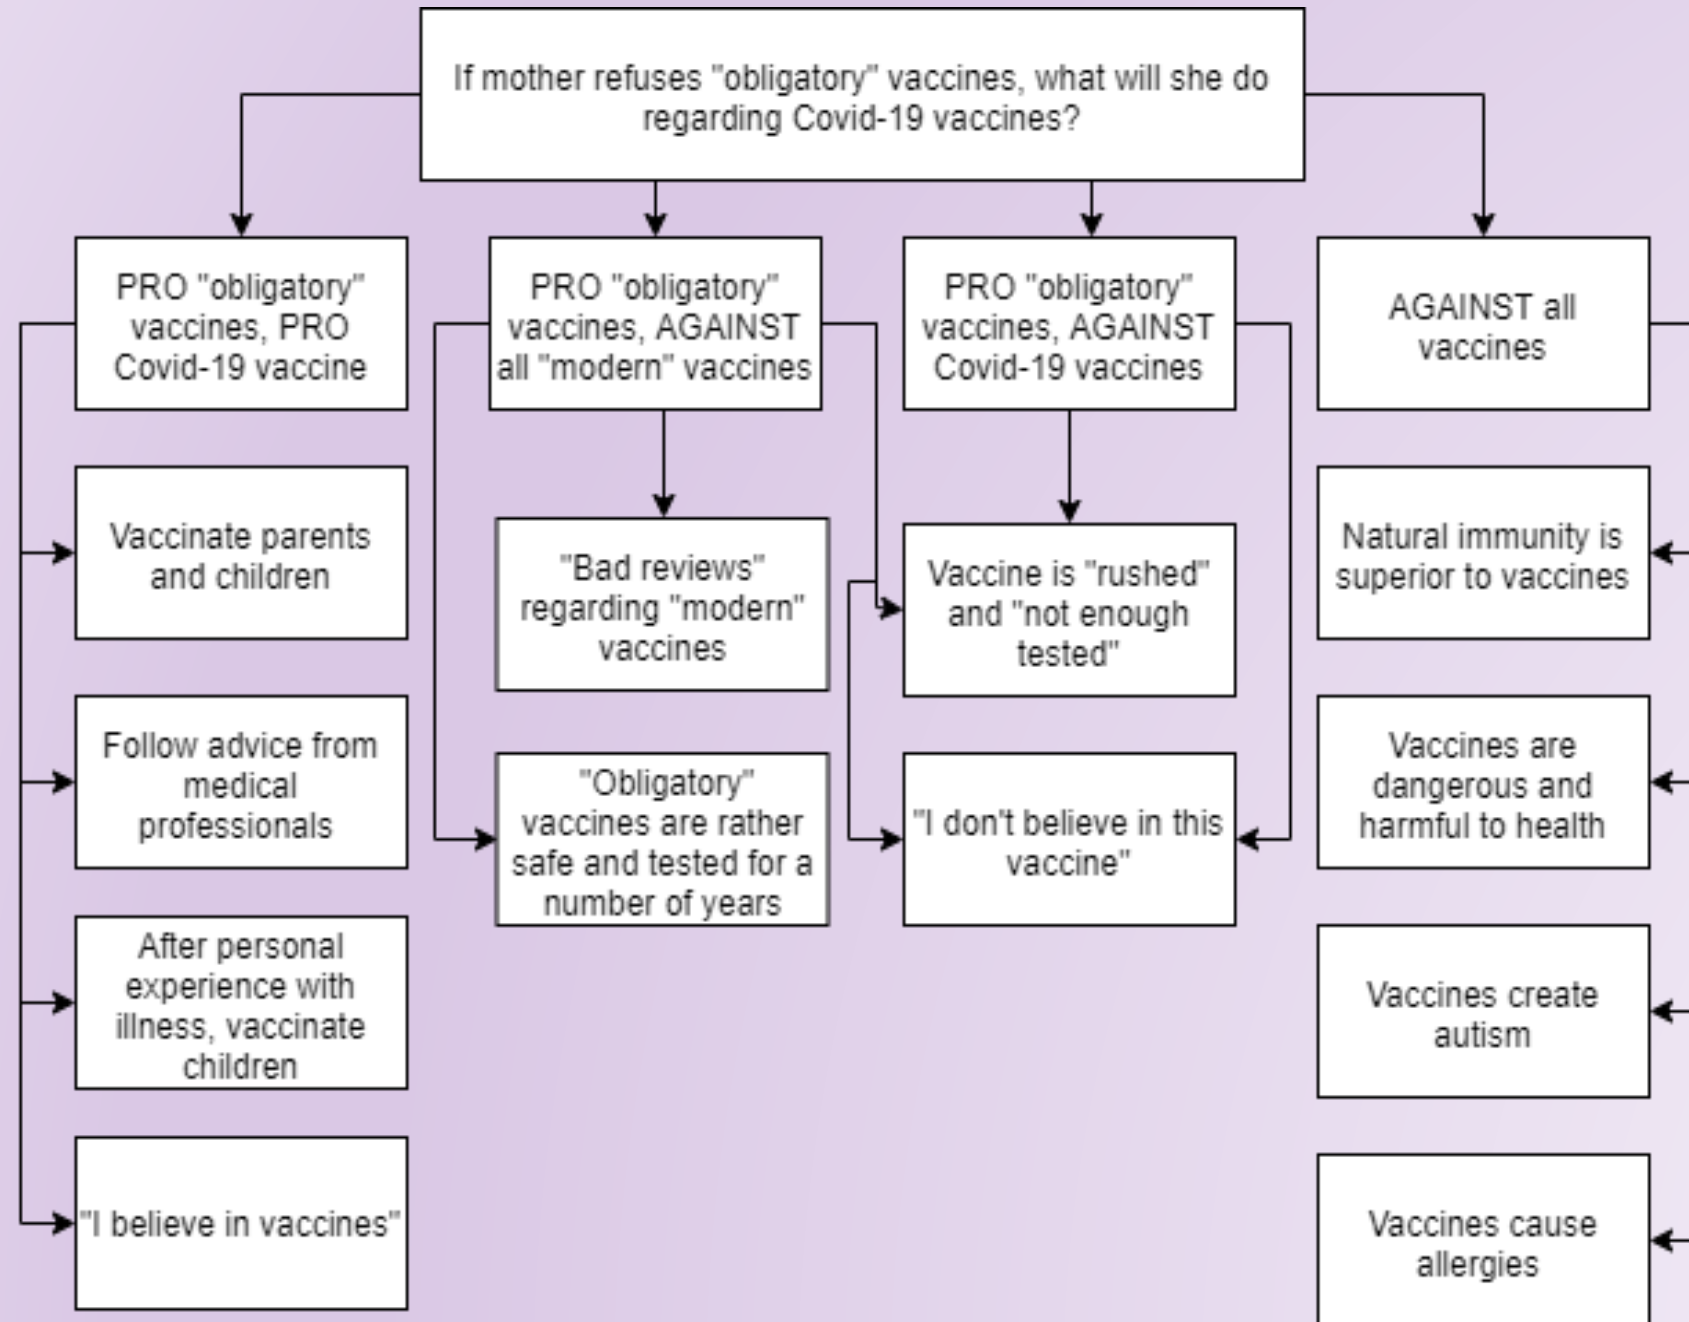 If mother refuses "obligatory" vaccines, what will she do
regarding Covid-19 vaccines?
PRO "obligatory"
vaccines, PRO
Covid-19 vaccine
PRO "obligatory"
vaccines, AGAINST
all "modern" vaccines
PRO "obligatory"
vaccines, AGAINST
Covid-19 vaccines
AGAINST all
vaccines
Vaccinate parents
and children
"Bad reviews"
regarding "modern"
vaccines
Vaccine is "rushed"
and "not enough
tested"
Natural immunity is
superior to vaccines
Follow advice from
medical
professionals
"Obligatory"
vaccines are rather
safe and tested for a
number of years
"I don't believe in this
vaccine"
Vaccines are
dangerous and
harmful to health
After personal
experience with
illness, vaccinate
children
Vaccines create
autism
"I believe in vaccines"
Vaccines cause
allergies